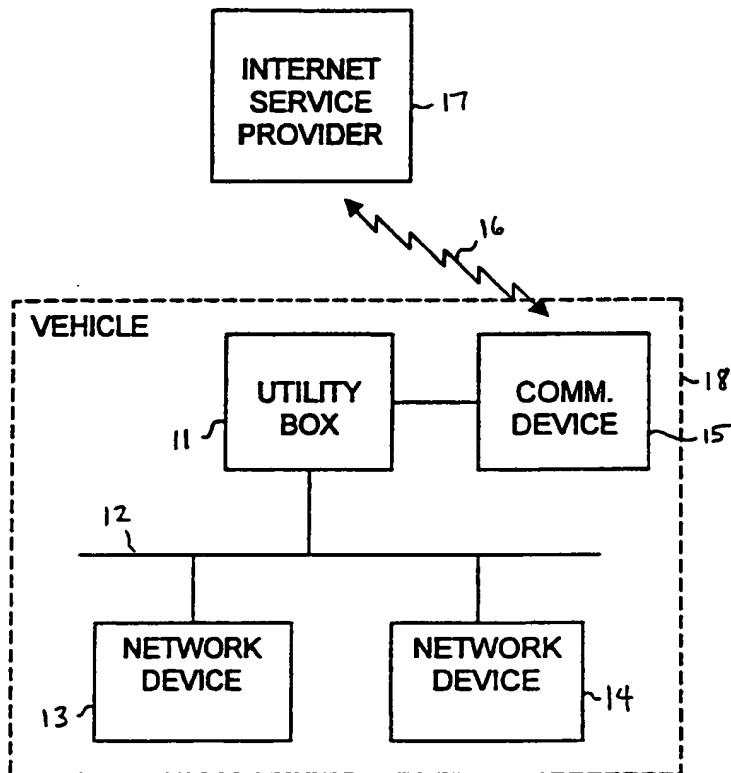 INTERNET
SERVICE
PROVIDER
17
16
VEHICLE
18
UTILITY
BOX
11
COMM.
DEVICE
15
12
NETWORK
DEVICE
13
NETWORK
DEVICE
14